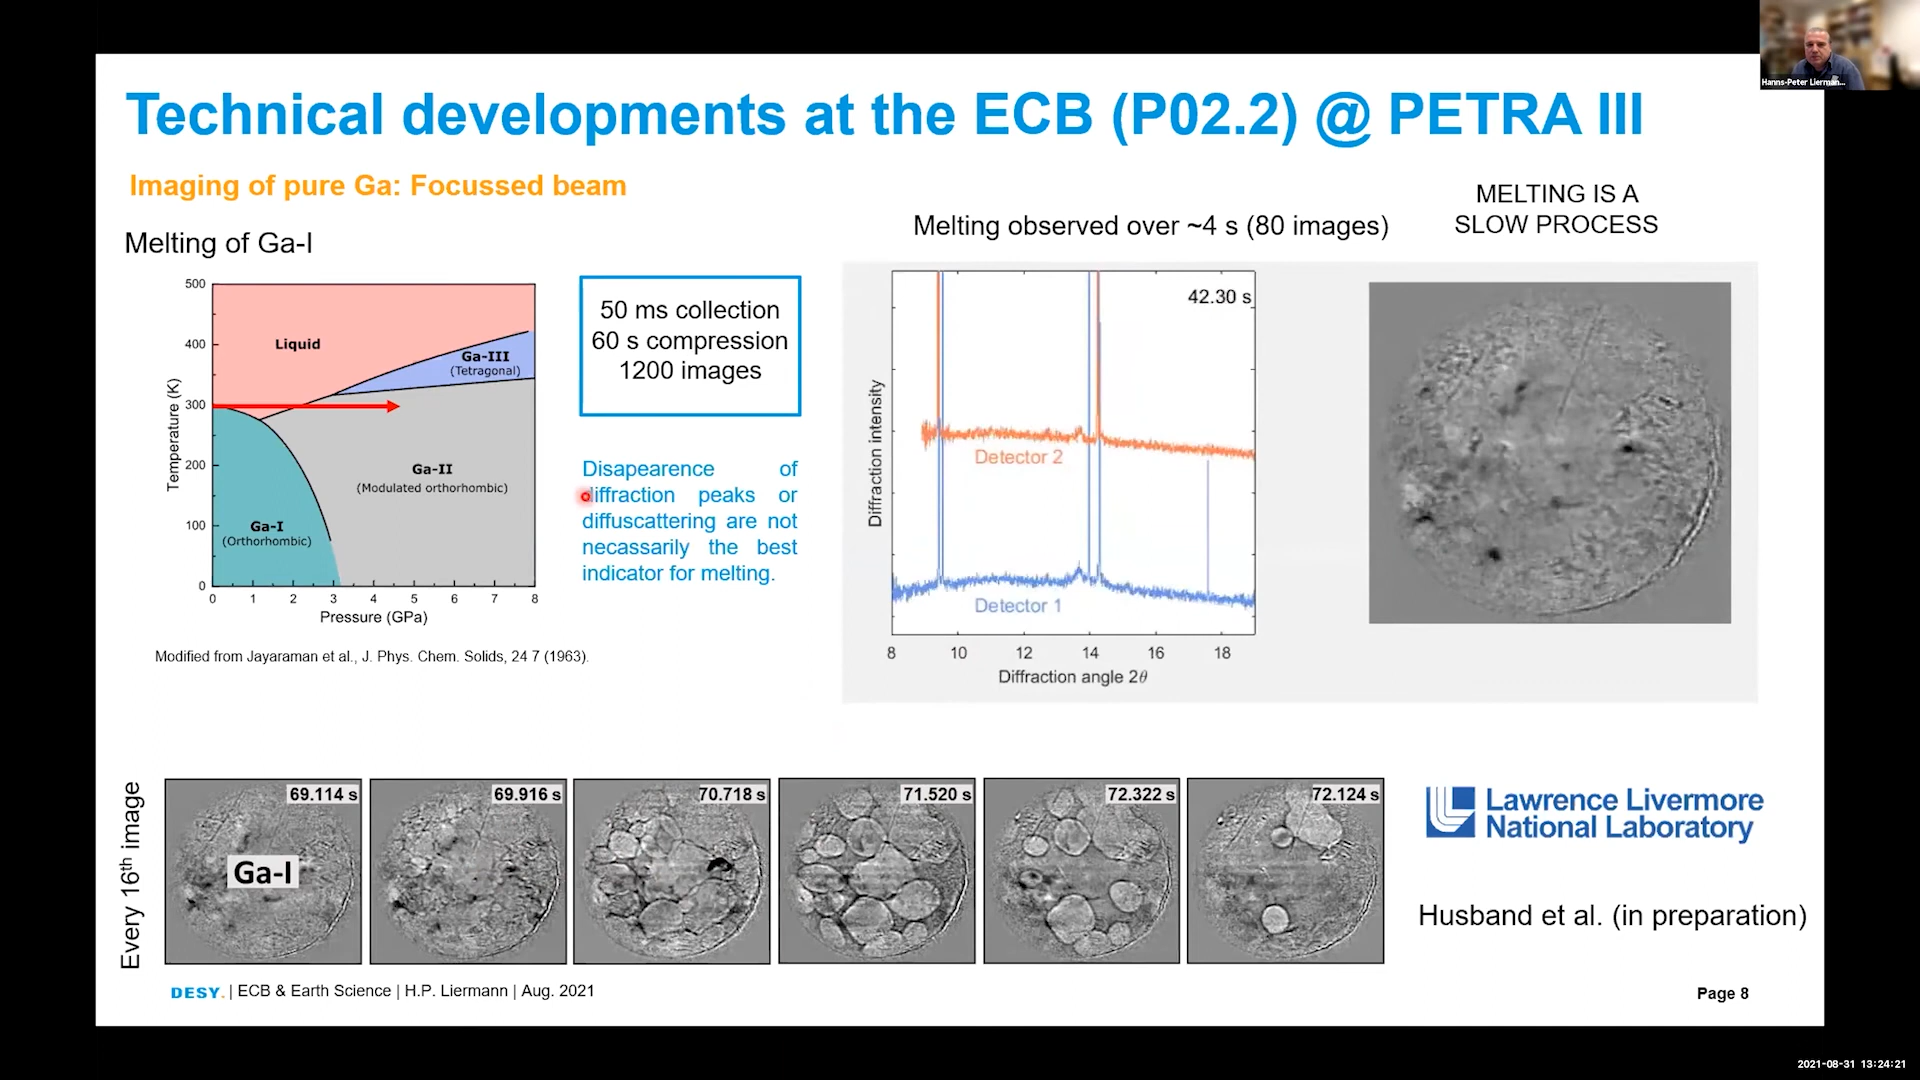 Hanns-Peter Lierman...
Technical developments at the ECB (P02.2) @ PETRA III
Imaging of pure Ga: Focussed beam
MELTING IS A
SLOW PROCESS
Melting observed over ~4 s (80 images)
Melting of Ga-I
500
400
300
200
100
0
Temperature (K)
Liquid
Ga-III
(Tetragonal)
Ga-II
(Modulated orthorhombic)
Ga-I
(Orthorhombic)
0 1 2 3 4 5 6 7 8
Pressure (GPa)
Modified from Jayaraman et al., J. Phys. Chem. Solids, 24 7 (1963).
50 ms collection
60 s compression
1200 images
Disapearence of
diffraction peaks or
diffuscattering are not
necassarily the best
indicator for melting.
42.30 s
Diffraction intensity
Detector 2
Detector 1
8 10 12 14 16 18
Diffraction angle 2θ
Every 16th image
69.114 s
69.916 s
70.718 s
71.520 s
72.322 s
72.124 s
Ga-I
Lawrence Livermore
National Laboratory
Husband et al. (in preparation)
DESY. | ECB & Earth Science | H.P. Liermann | Aug. 2021
Page 8
2021-08-31 13:24:21